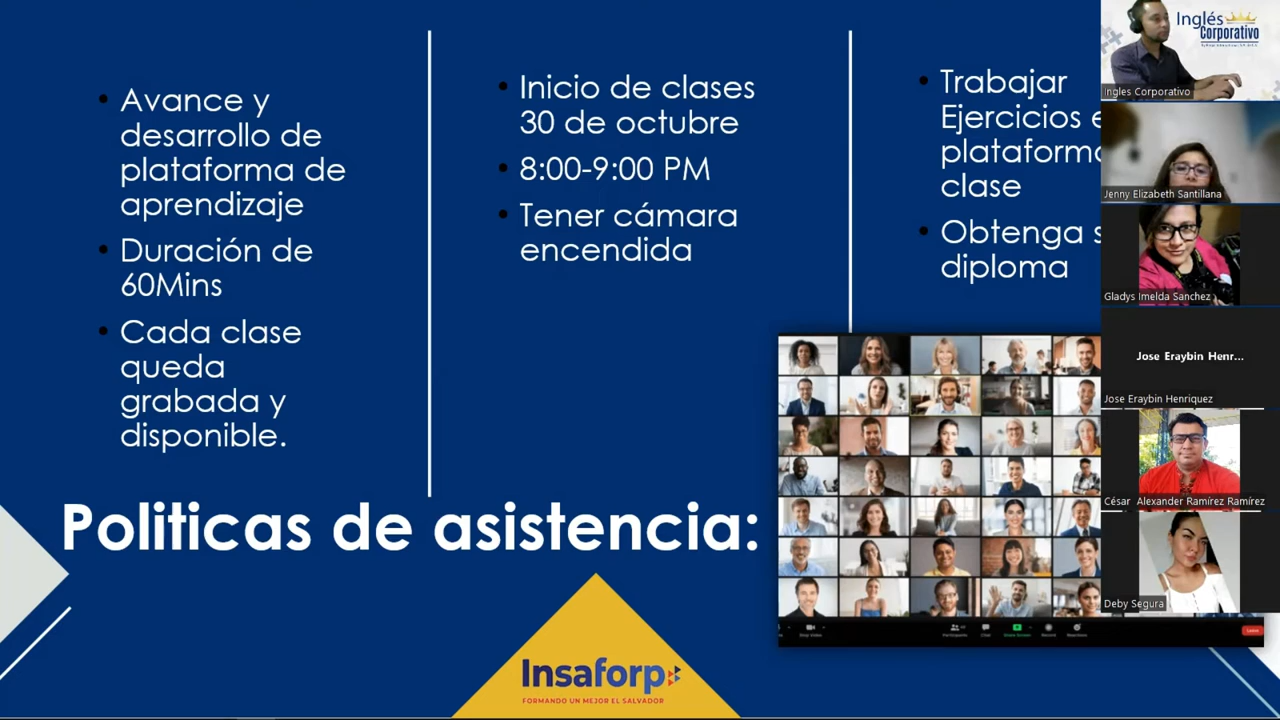 Avance y
desarrollo de
plataforma de
aprendizaje
Duración de
60Mins
Cada clase
queda
grabada y
disponible.
Inicio de clases
30 de octubre
8:00-9:00 PM
Tener cámara
encendida
Trabajar
Ejercicios e
plataforma
clase
Obtenga s
diploma
Politicas de asistencia:
Insaforp
FORMANDO UN MEJOR EL SALVADOR
Inglés
Corporativo
Ingles Corporativo
Jenny Elizabeth Santillana
Gladys Imelda Sanchez
Jose Eraybin Henr...
Jose Eraybin Henriquez
César Alexander Ramírez Ramírez
Deby Segura